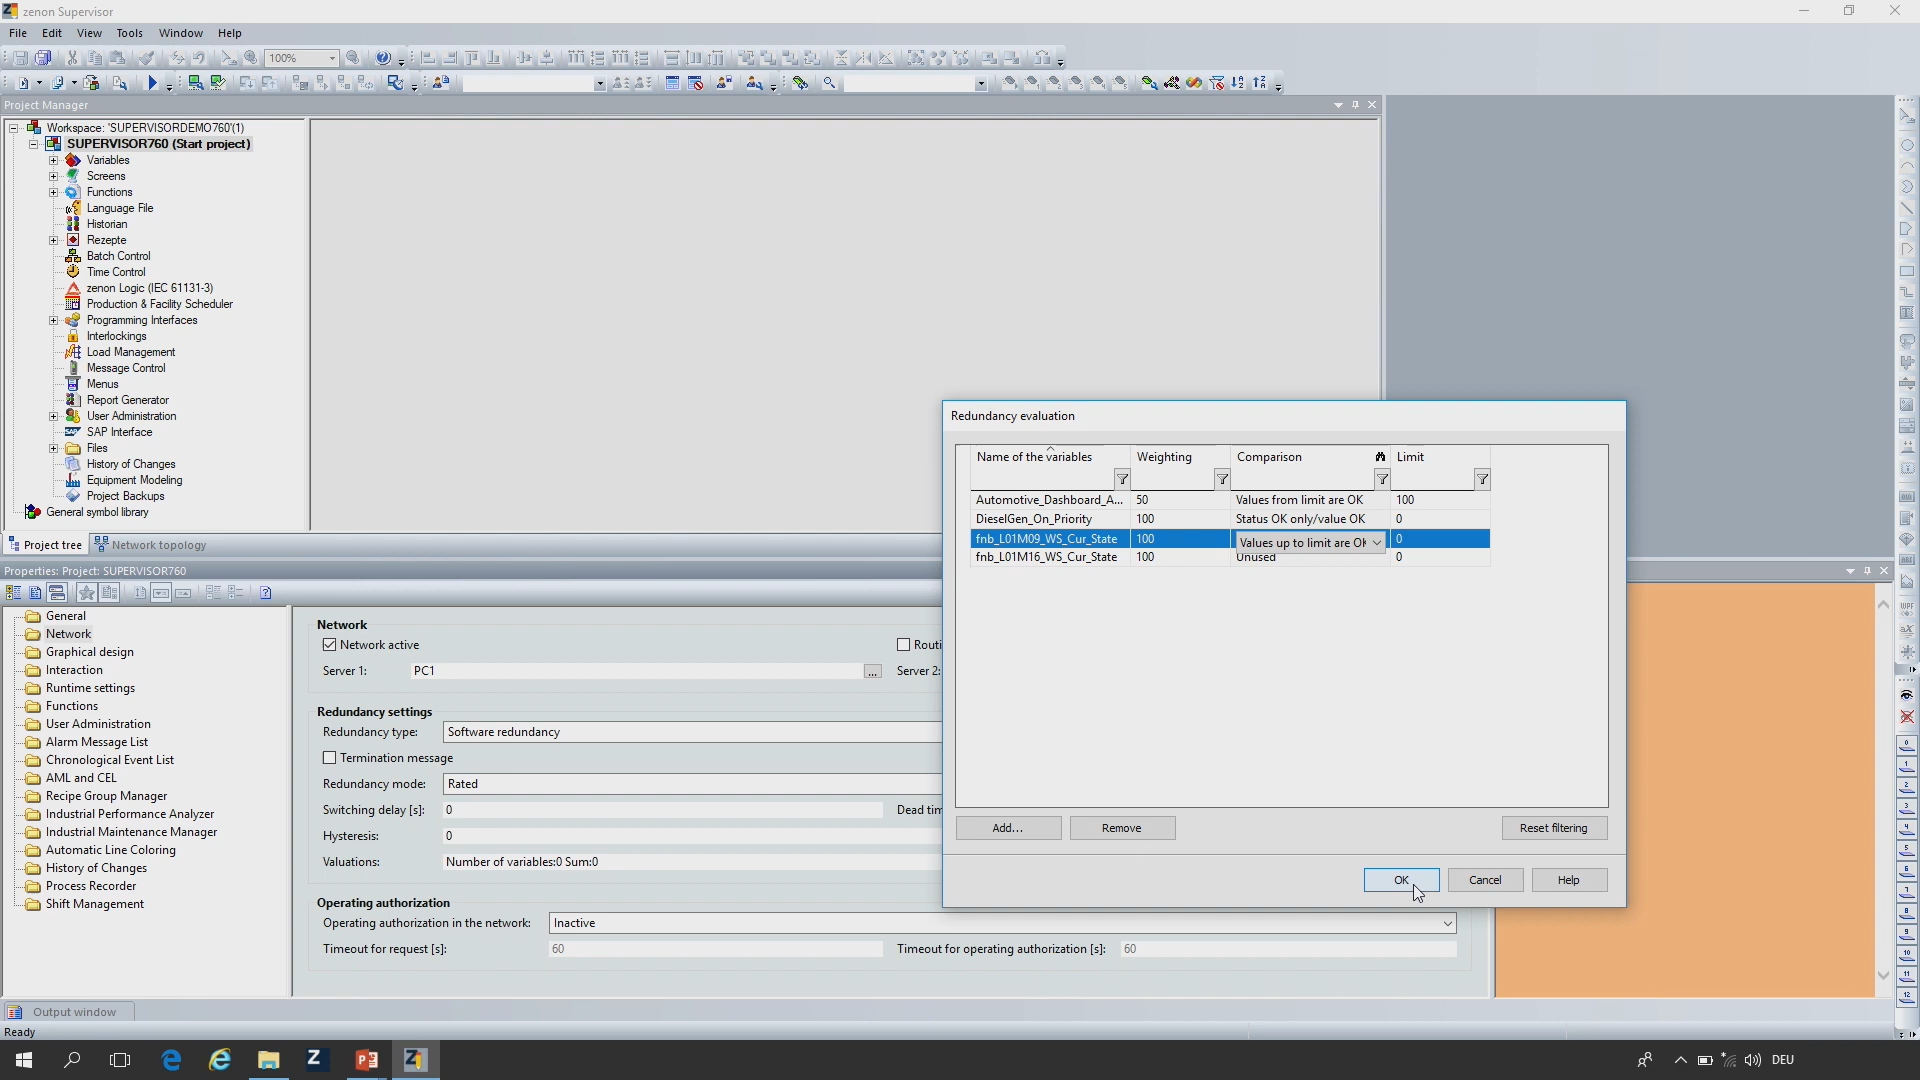 zenon Supervisor
File Edit View Tools Window Help
100%
Project Manager
Workspace: 'SUPERVISORDEMO760'(1)
SUPERVISOR760 (Start project)
Variables
Screens
Functions
Language File
Historian
Rezepte
Batch Control
Time Control
zenon Logic (IEC 61131-3)
Production & Facility Scheduler
Programming Interfaces
Interlockings
Load Management
Message Control
Menus
Report Generator
User Administration
SAP Interface
Files
History of Changes
Equipment Modeling
Project Backups
General symbol library
Project tree Network topology
Properties: Project: SUPERVISOR760
General
Network
Graphical design
Interaction
Runtime settings
Functions
User Administration
Alarm Message List
Chronological Event List
AML and CEL
Recipe Group Manager
Industrial Performance Analyzer
Industrial Maintenance Manager
Automatic Line Coloring
History of Changes
Process Recorder
Shift Management
Network
Network active Routi
Server 1: PC1 ... Server 2:
Redundancy settings
Redundancy type: Software redundancy
Termination message
Redundancy mode: Rated
Switching delay [s]: 0 Dead tim
Hysteresis: 0
Valuations: Number of variables:0 Sum:0
Operating authorization
Operating authorization in the network: Inactive
Timeout for request [s]: 60 Timeout for operating authorization [s]: 60
Redundancy evaluation
Name of the variables Weighting Comparison Limit
Automotive_Dashboard_A... 50 Values from limit are OK 100
DieselGen_On_Priority 100 Status OK only/value OK 0
fnb_L01M09_WS_Cur_State 100 Values up to limit are OK 0
fnb_L01M16_WS_Cur_State 100 Unused 0
Add... Remove Reset filtering
OK Cancel Help
Output window
Ready
DEU